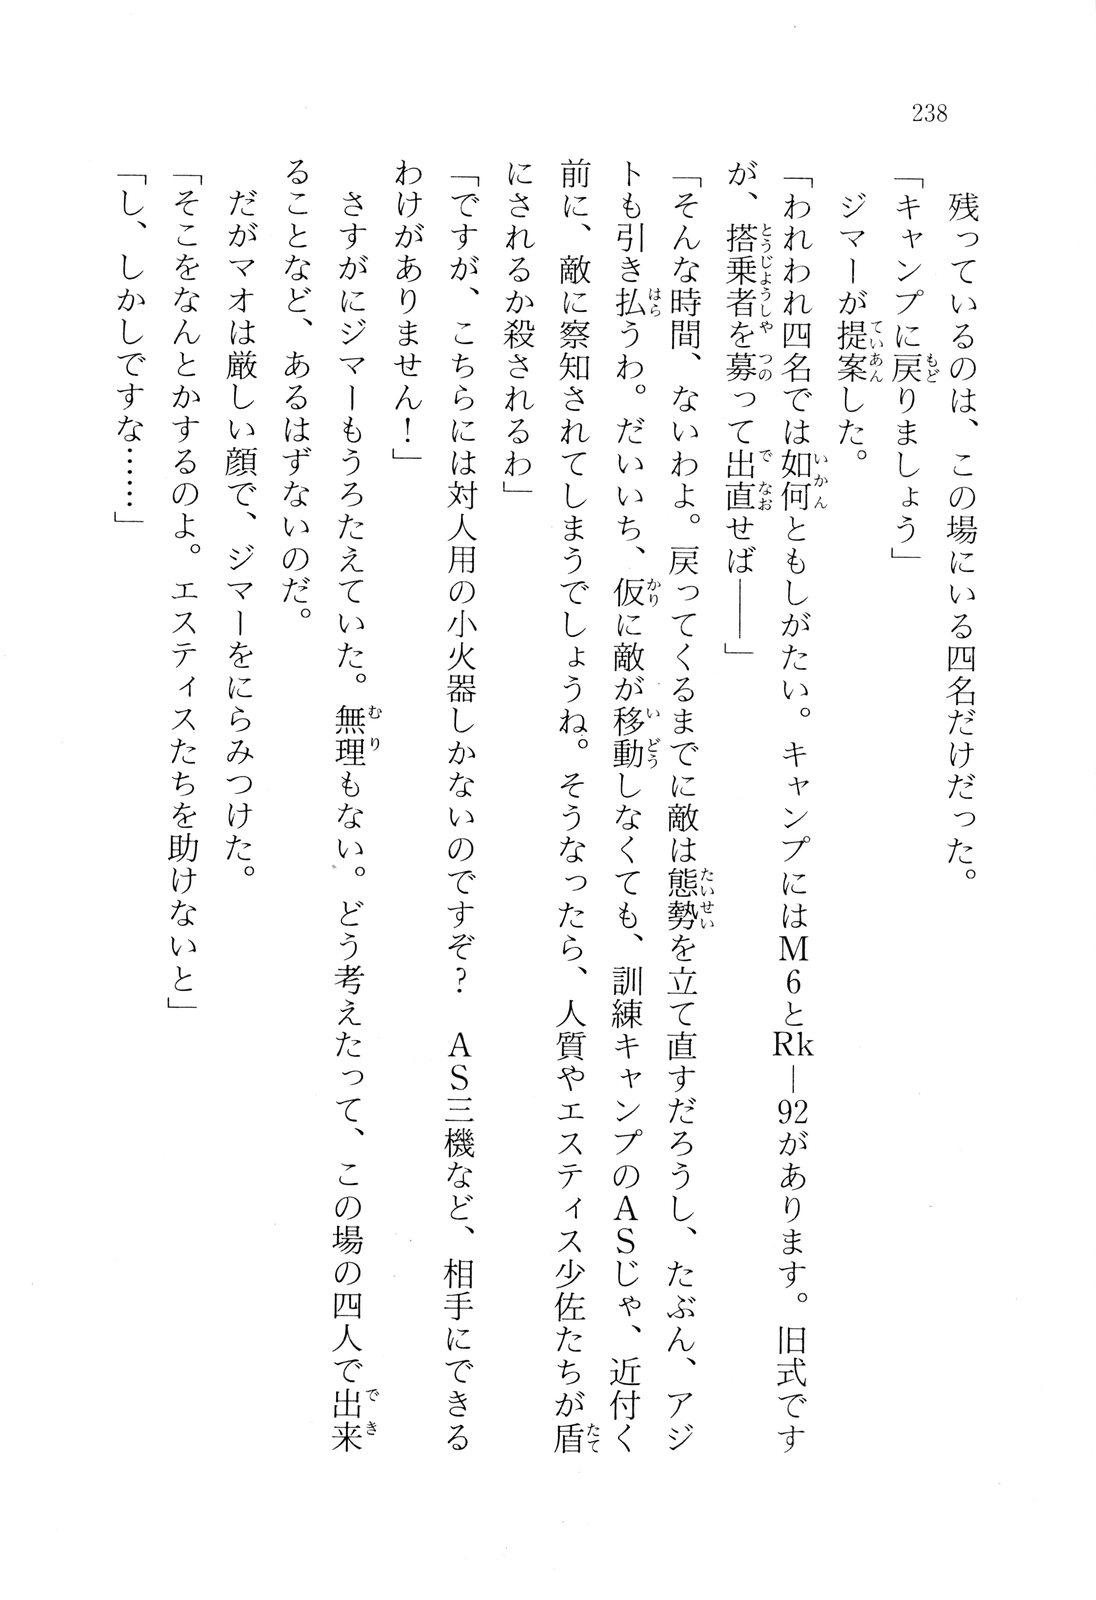 238
残っているのは、この場にいる四名だけだった。
「キャンプに戻りましょう」
ジマーが提案した。
「われわれ四名では如何ともしがたい。キャンプにはM6とRk―92があります。旧式です
が、搭乗者を募って出直せば――」
「そんな時間、ないわよ。戻ってくるまでに敵は態勢を立て直すだろうし、たぶん、アジ
トも引き払うわ。だいいち、仮に敵が移動しなくても、訓練キャンプのASじゃ、近付く
前に、敵に察知されてしまうでしょうね。そうなったら、人質やエスティス少佐たちが盾
にされるか殺されるわ」
「ですが、こちらには対人用の小火器しかないのですぞ？　AS三機など、相手にできる
わけがありません！」
さすがにジマーもうろたえていた。無理もない。どう考えたって、この場の四人で出来
ることなど、あるはずないのだ。
だがマオは厳しい顔で、ジマーをにらみつけた。
「そこをなんとかするのよ。エスティスたちを助けないと」
「し、しかしですな……」